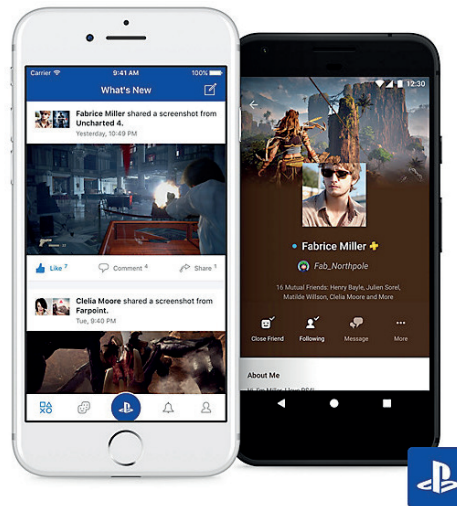 Carrier 9:41 AM 100%
What's New
Fabrice Miller shared a screenshot from
Uncharted 4.
Yesterday, 10:49 PM
Like 7 Comment 4 Share 1
Clelia Moore shared a screenshot from
Farpoint.
Tue, 9:40 PM
12:30
Fabrice Miller
Fab_Northpole
16 Mutual Friends: Henry Bayle, Julien Sorel,
Matilde Willson, Clelia Moore and More
Close Friend Following Message More
About Me